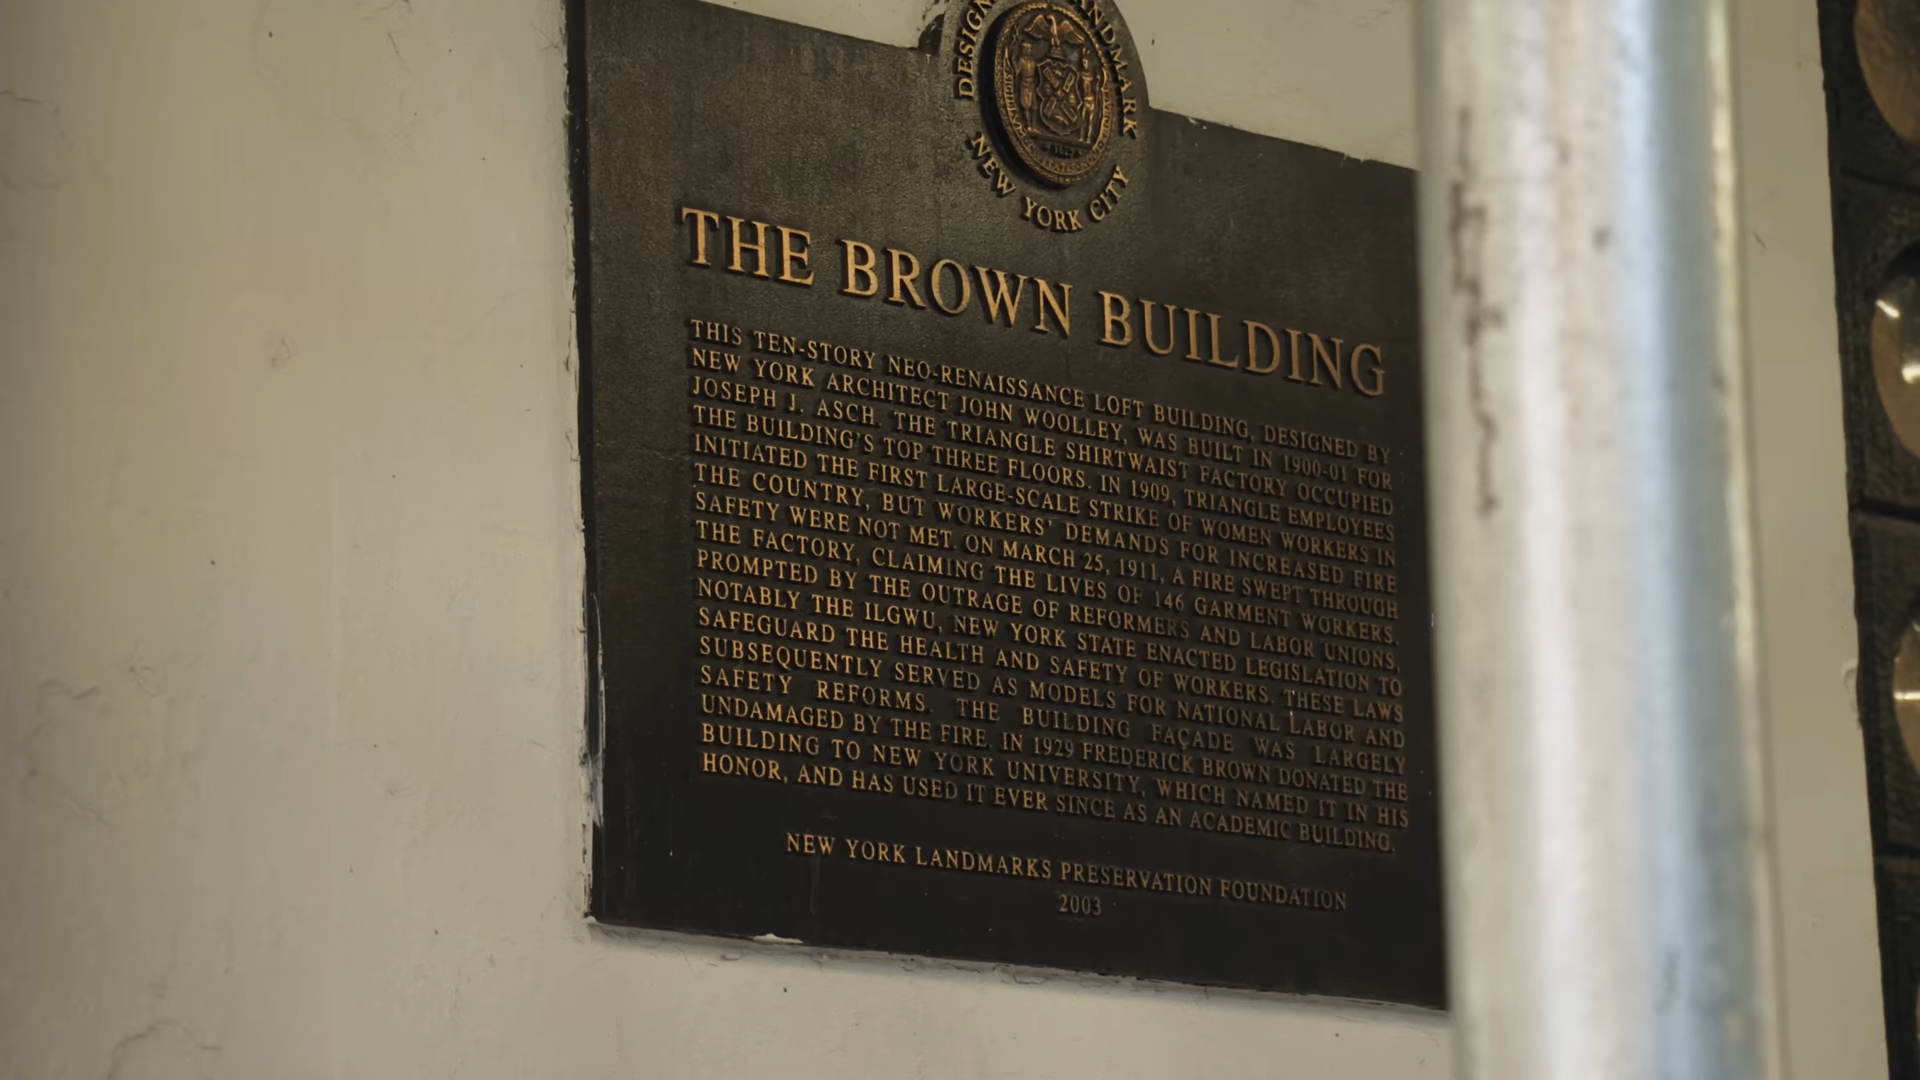 DESIGN
ANDMARK
NEW YORK CITY
THE BROWN BUILDING
THIS TEN-STORY NEO-RENAISSANCE LOFT BUILDING, DESIGNED BY
NEW YORK ARCHITECT JOHN WOOLLEY, WAS BUILT IN 1900-01 FOR
JOSEPH J. ASCH. THE TRIANGLE SHIRTWAIST FACTORY OCCUPIED
THE BUILDING'S TOP THREE FLOORS. IN 1909, TRIANGLE EMPLOYEES
INITIATED THE FIRST LARGE-SCALE STRIKE OF WOMEN WORKERS IN
THE COUNTRY, BUT WORKERS' DEMANDS FOR INCREASED FIRE
SAFETY WERE NOT MET. ON MARCH 25, 1911, A FIRE SWEPT THROUGH
THE FACTORY, CLAIMING THE LIVES OF 146 GARMENT WORKERS.
PROMPTED BY THE OUTRAGE OF REFORMERS AND LABOR UNIONS,
NOTABLY THE ILGWU, NEW YORK STATE ENACTED LEGISLATION TO
SAFEGUARD THE HEALTH AND SAFETY OF WORKERS. THESE LAWS
SUBSEQUENTLY SERVED AS MODELS FOR NATIONAL LABOR AND
SAFETY REFORMS. THE BUILDING FAÇADE WAS LARGELY
UNDAMAGED BY THE FIRE. IN 1929 FREDERICK BROWN DONATED THE
BUILDING TO NEW YORK UNIVERSITY, WHICH NAMED IT IN HIS
HONOR, AND HAS USED IT EVER SINCE AS AN ACADEMIC BUILDING.
NEW YORK LANDMARKS PRESERVATION FOUNDATION
2003